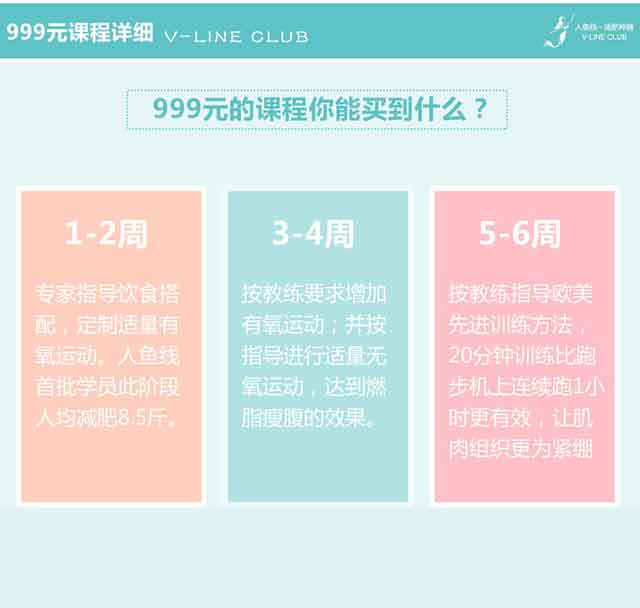 999元课程详细 V-LINE CLUB
人鱼线-减肥神器
V-LINE CLUB
999元的课程你能买到什么？
1-2周
专家指导饮食搭
配，定制适量有
氧运动。人鱼线
首批学员此阶段
人均减肥8.5斤。
3-4周
按教练要求增加
有氧运动；并按
指导进行适量无
氧运动，达到燃
脂瘦腹的效果。
5-6周
按教练指导欧美
先进训练方法，
20分钟训练比跑
步机上连续跑1小
时更有效，让肌
肉组织更为紧绷